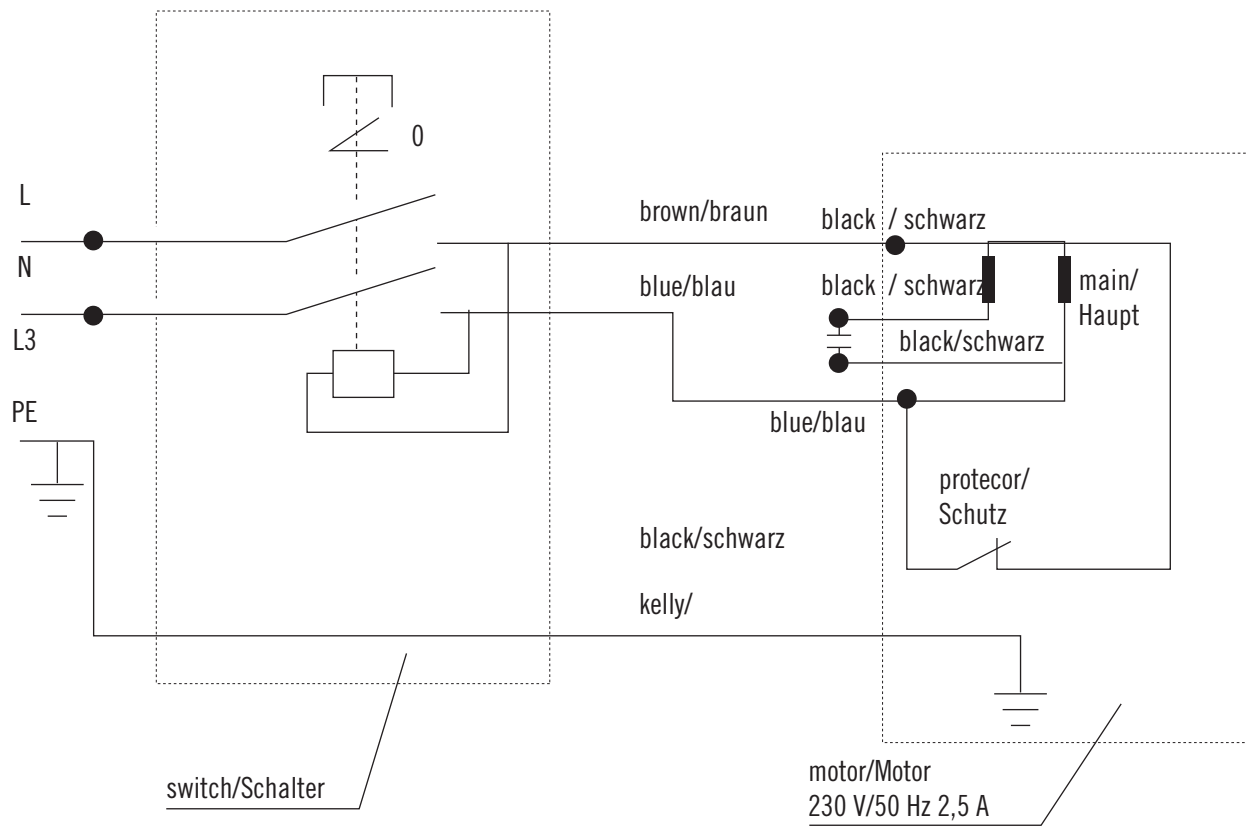 0
L
N
L3
PE
brown/braun
black / schwarz
blue/blau
black / schwarz
main/
Haupt
black/schwarz
blue/blau
protecor/
Schutz
black/schwarz
kelly/
switch/Schalter
motor/Motor
230 V/50 Hz 2,5 A